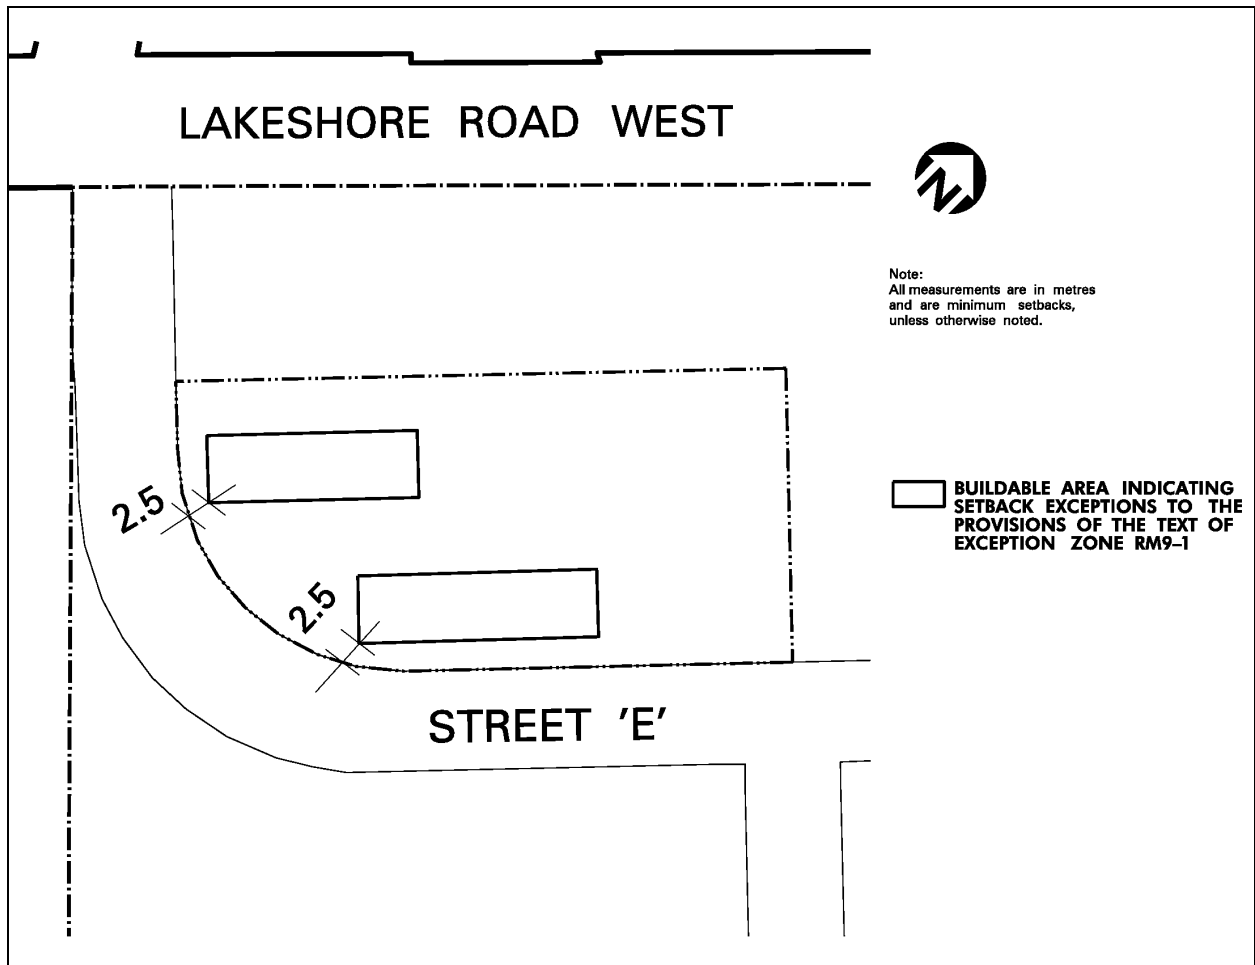 LAKESHORE ROAD WEST
N
Note:
All measurements are in metres
and are minimum setbacks,
unless otherwise noted.
2.5
BUILDABLE AREA INDICATING
SETBACK EXCEPTIONS TO THE
PROVISIONS OF THE TEXT OF
EXCEPTION ZONE RM9–1
2.5
STREET 'E'